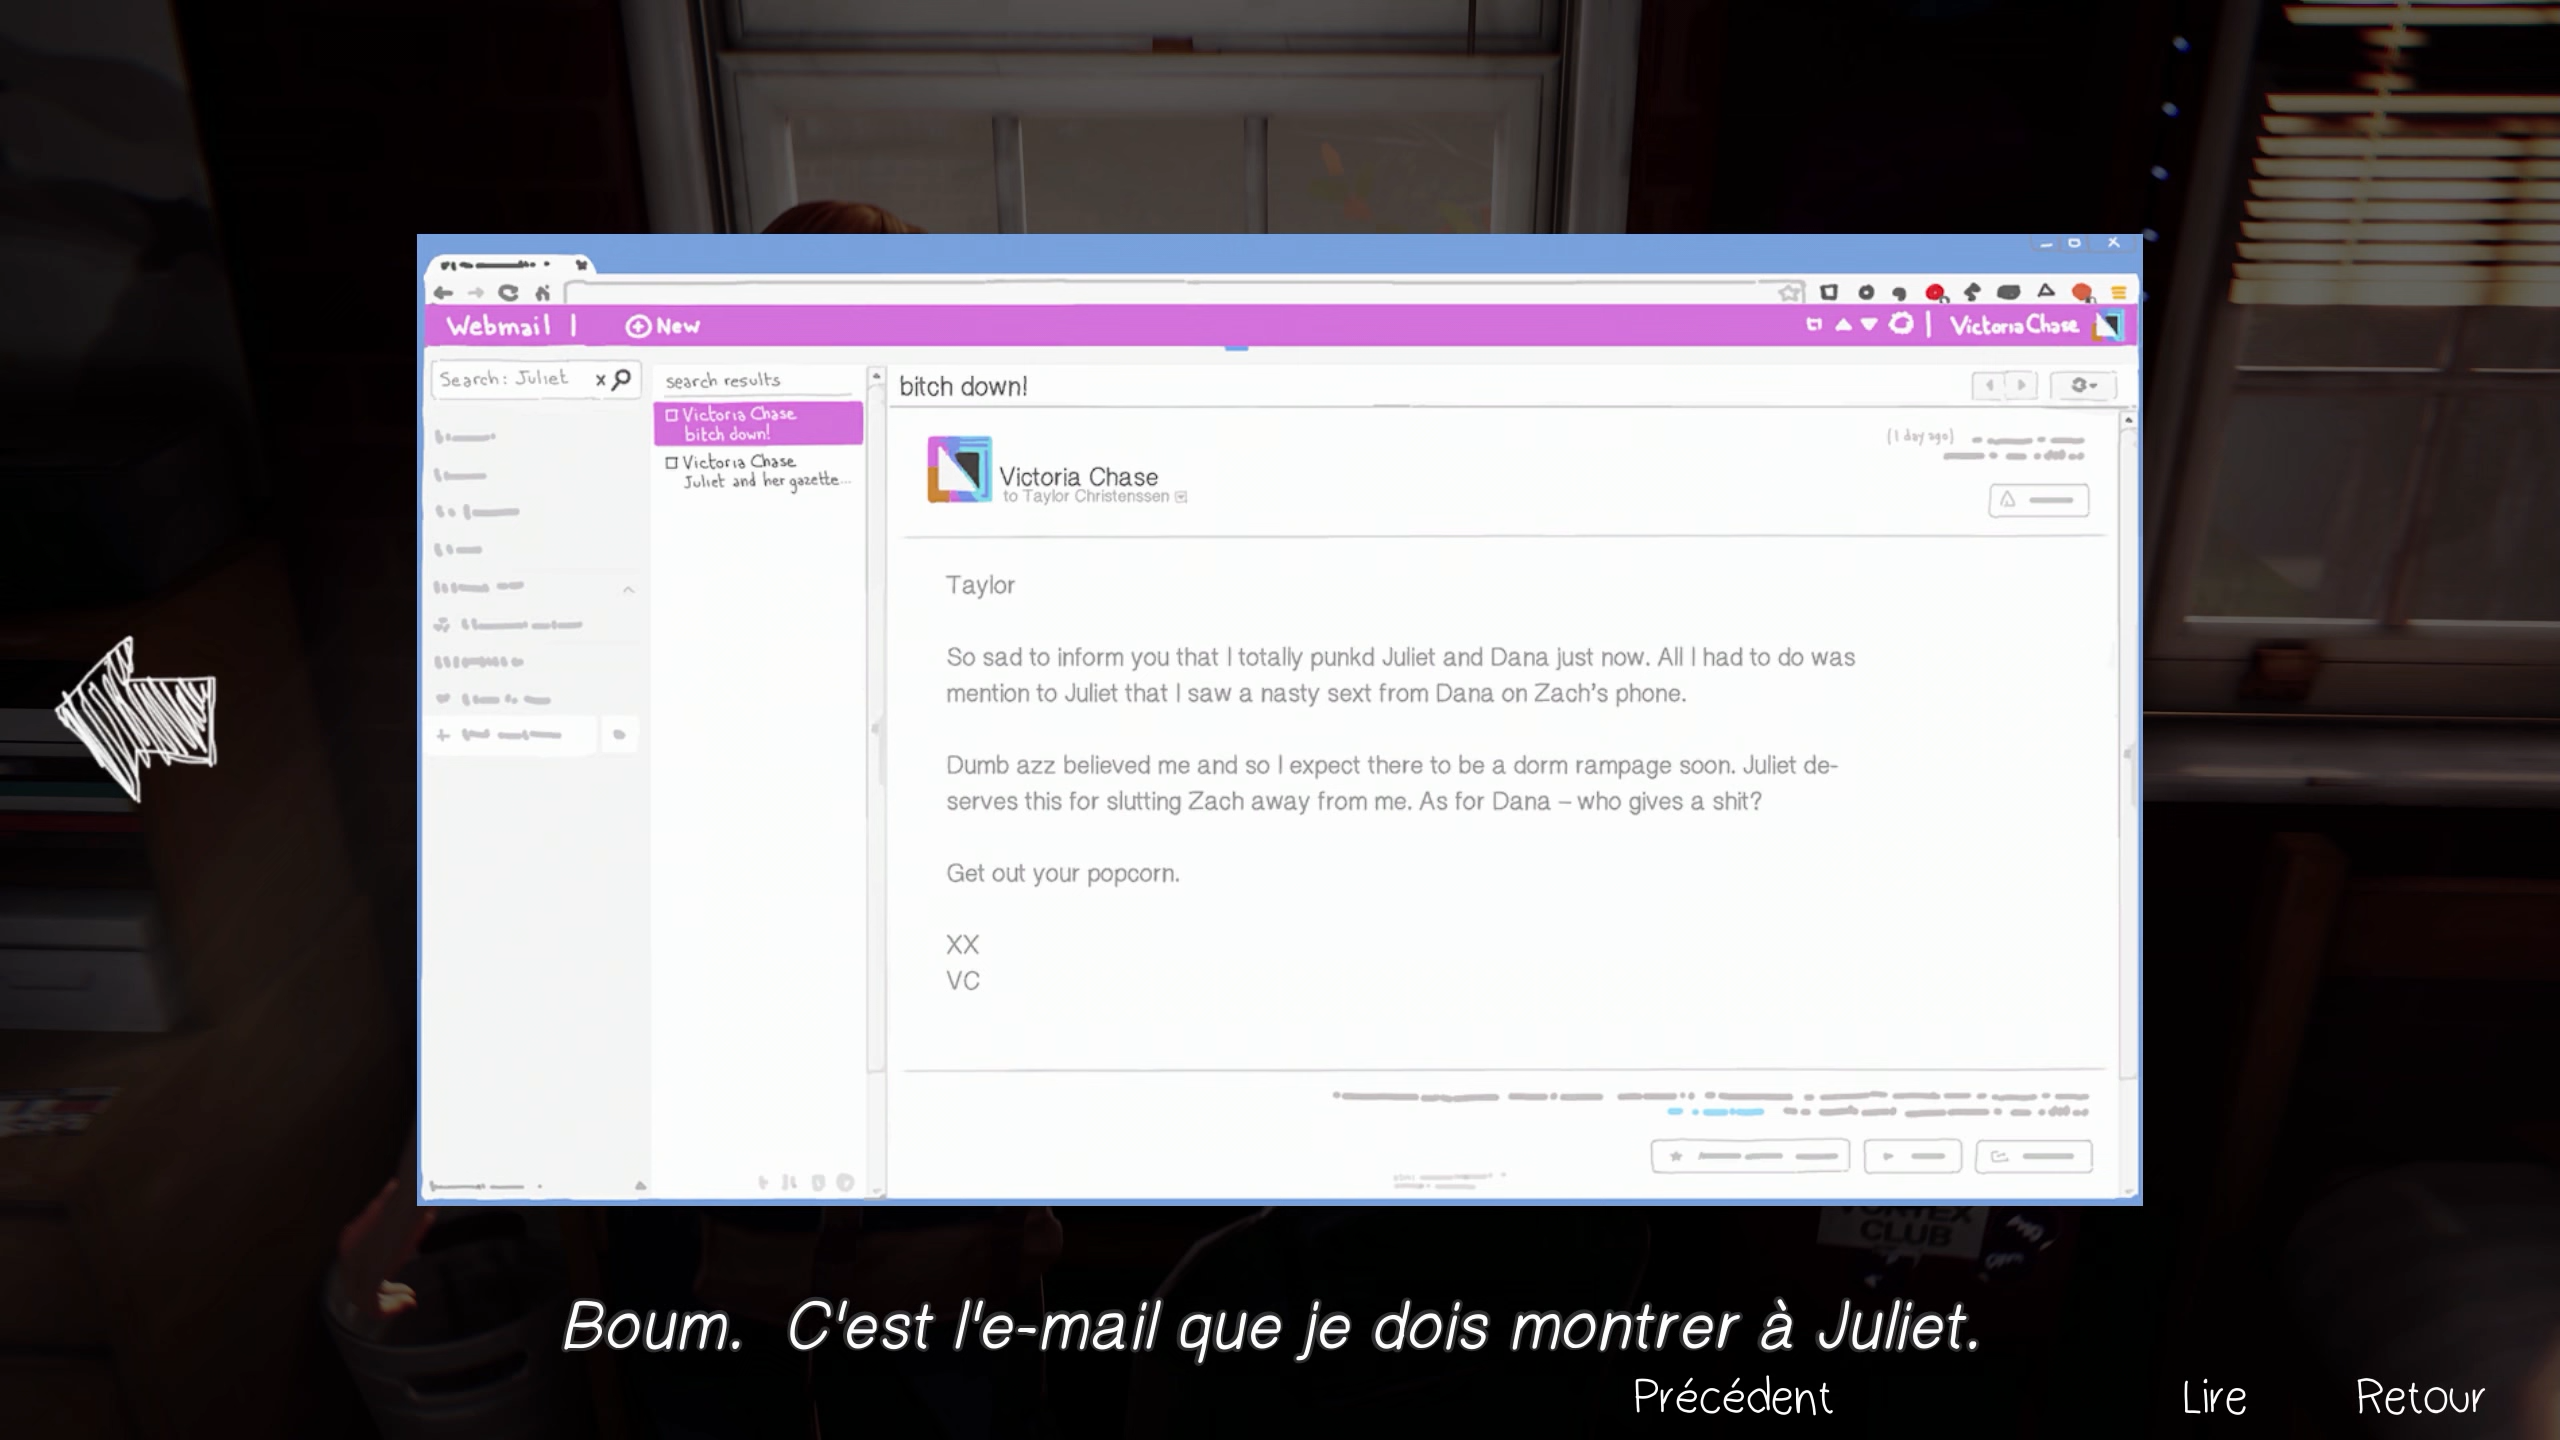 Webmail |
New
Victoria Chase
Search: Juliet x
search results
Victoria Chase
bitch down!
Victoria Chase
Juliet and her gazette...
bitch down!
(1 day ago)
Victoria Chase
to Taylor Christenssen
Taylor
So sad to inform you that I totally punkd Juliet and Dana just now. All I had to do was
mention to Juliet that I saw a nasty sext from Dana on Zach's phone.
Dumb azz believed me and so I expect there to be a dorm rampage soon. Juliet de-
serves this for slutting Zach away from me. As for Dana – who gives a shit?
Get out your popcorn.
XX
VC
VORTEX
CLUB
Boum. C'est l'e-mail que je dois montrer à Juliet.
Précédent
Lire
Retour